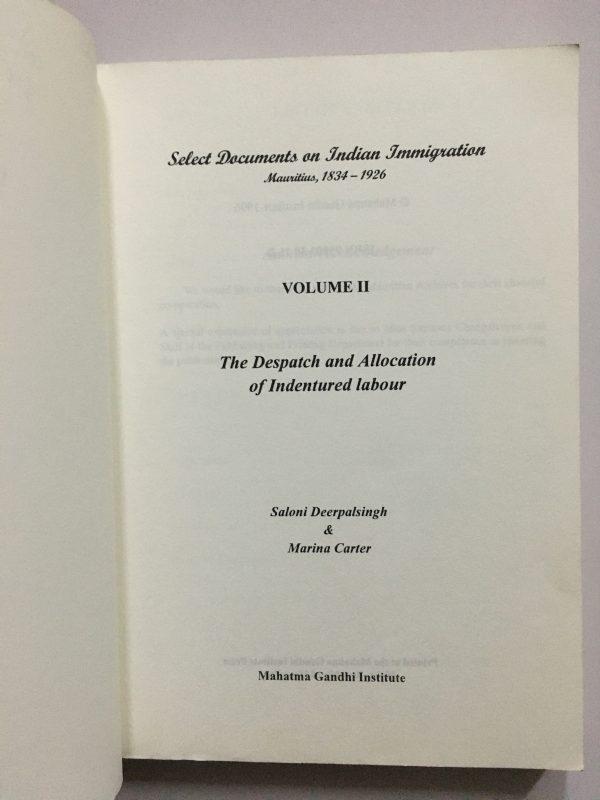 Select Documents on Indian Immigration
Mauritius, 1834 – 1926
VOLUME II
The Despatch and Allocation
of Indentured labour
Saloni Deerpalsingh
&
Marina Carter
Mahatma Gandhi Institute